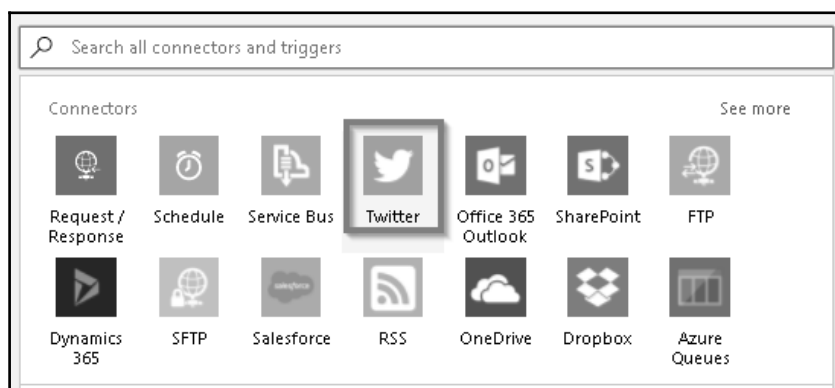 Search all connectors and triggers
Connectors See more
Request / Schedule Service Bus Twitter Office 365 SharePoint FTP
Response Outlook
salesforce
Dynamics SFTP Salesforce RSS OneDrive Dropbox Azure
365 Queues